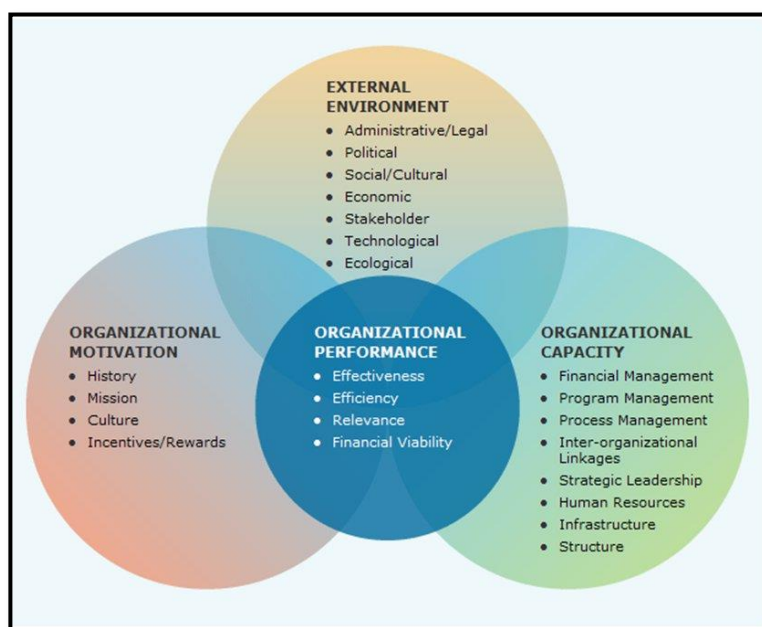 EXTERNAL
ENVIRONMENT
• Administrative/Legal
• Political
• Social/Cultural
• Economic
• Stakeholder
• Technological
• Ecological
ORGANIZATIONAL
MOTIVATION
• History
• Mission
• Culture
• Incentives/Rewards
ORGANIZATIONAL
PERFORMANCE
• Effectiveness
• Efficiency
• Relevance
• Financial Viability
ORGANIZATIONAL
CAPACITY
• Financial Management
• Program Management
• Process Management
• Inter-organizational
Linkages
• Strategic Leadership
• Human Resources
• Infrastructure
• Structure